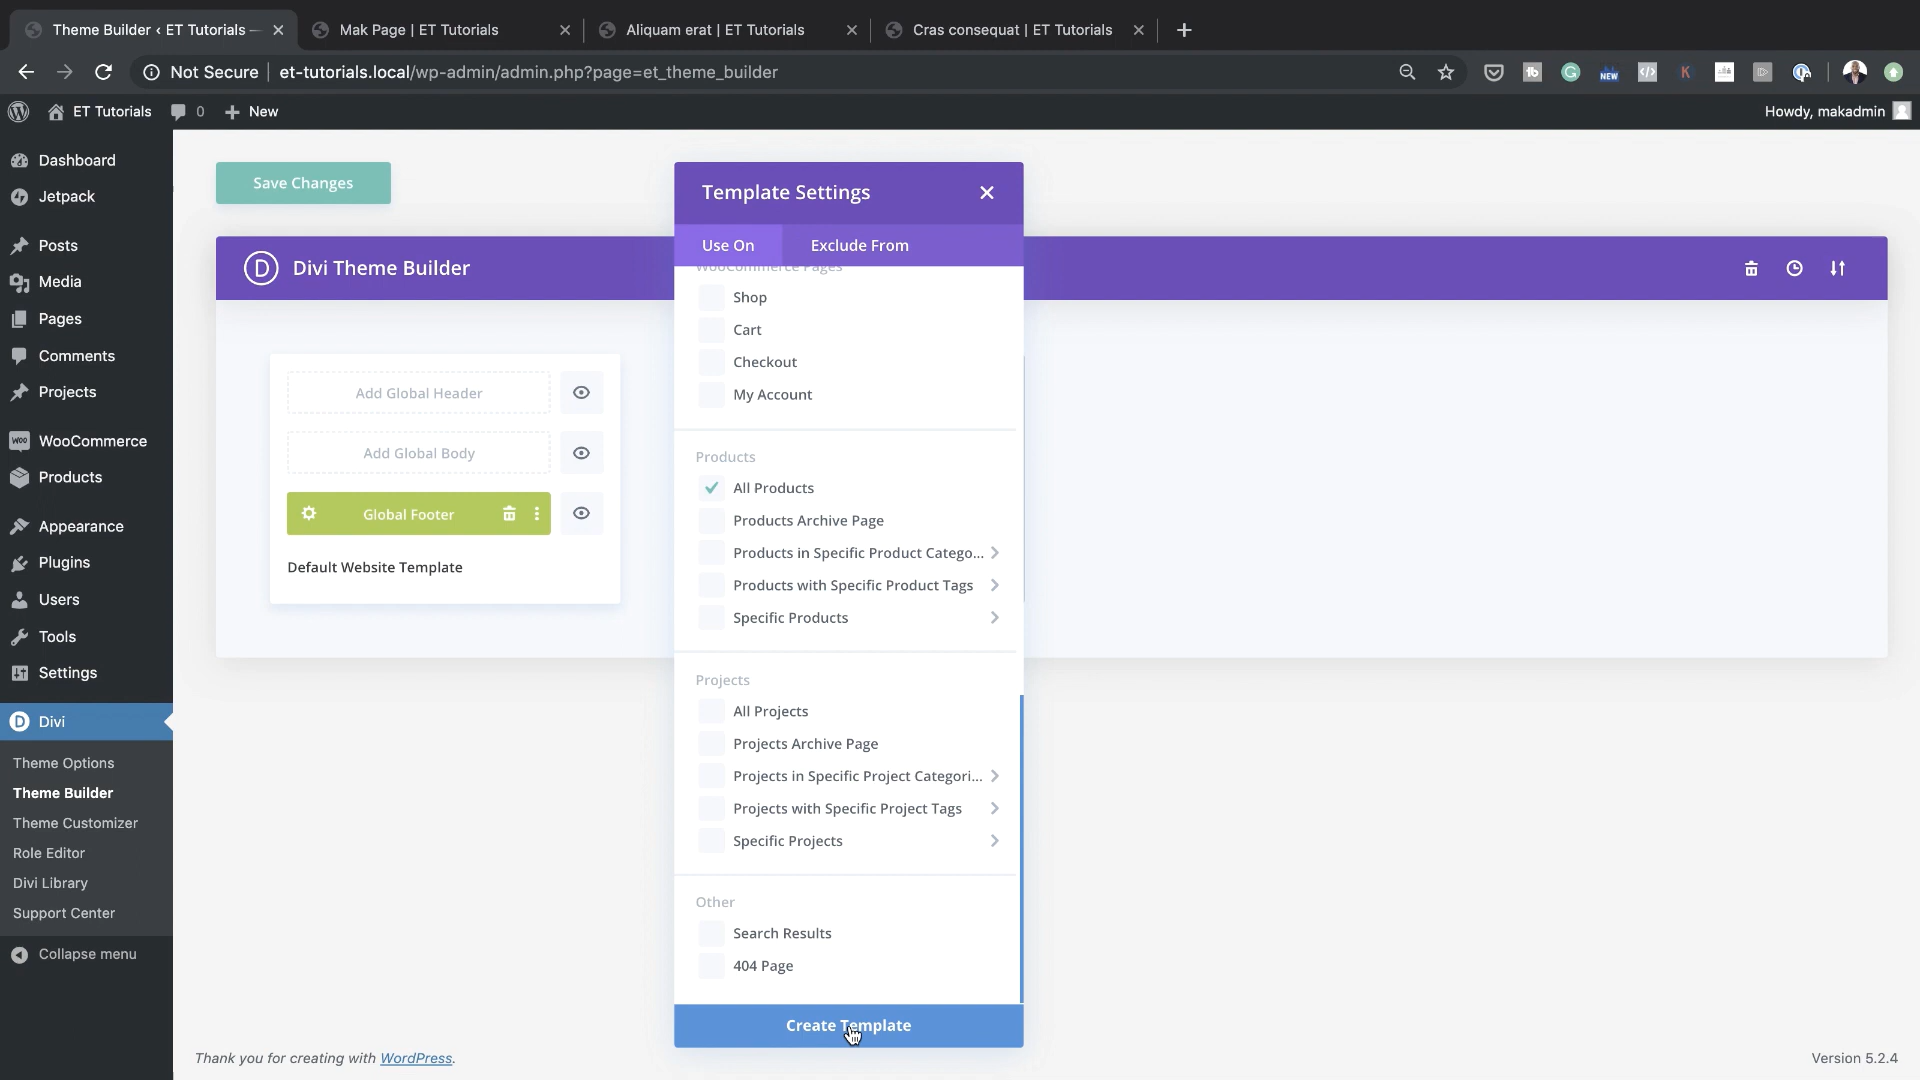 Theme Builder ‹ ET Tutorials —
Mak Page | ET Tutorials
Aliquam erat | ET Tutorials
Cras consequat | ET Tutorials
Not Secure
et-tutorials.local/wp-admin/admin.php?page=et_theme_builder
NEW
ET Tutorials
0
New
Howdy, makadmin
Dashboard
Jetpack
Posts
Media
Pages
Comments
Projects
WooCommerce
Products
Appearance
Plugins
Users
Tools
Settings
Divi
Theme Options
Theme Builder
Theme Customizer
Role Editor
Divi Library
Support Center
Collapse menu
Save Changes
Divi Theme Builder
Add Global Header
Add Global Body
Global Footer
Default Website Template
Template Settings
Use On
Exclude From
WooCommerce Pages
Shop
Cart
Checkout
My Account
Products
All Products
Products Archive Page
Products in Specific Product Catego...
Products with Specific Product Tags
Specific Products
Projects
All Projects
Projects Archive Page
Projects in Specific Project Categori...
Projects with Specific Project Tags
Specific Projects
Other
Search Results
404 Page
Create Template
Thank you for creating with WordPress.
Version 5.2.4